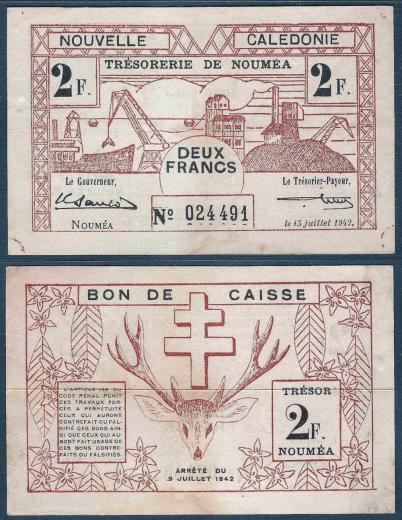 NOUVELLE CALEDONIE
2F. TRÉSORERIE DE NOUMÉA 2F.
DEUX
FRANCS
Le Gouverneur, Le Trésorier-Payeur,
NOUMÉA
Nº 024491
le 15 juillet 1942.
BON DE CAISSE
L'ARTICLE 139 DU
CODE PÉNAL PUNIT
DES TRAVAUX FOR-
CÉS A PERPÉTUITÉ
CEUX QUI AURONT
CONTREFAIT OU FAL-
SIFIÉ CES BONS AIN-
SI QUE CEUX QUI AU-
RONT FAIT USAGE DE
CES BONS CONTRE-
FAITS OU FALSIFIÉS.
TRÉSOR
2F.
NOUMÉA
ARRÊTÉ DU
9 JUILLET 1942